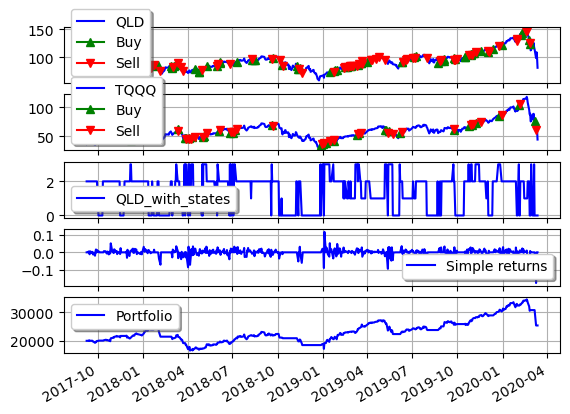 QLD
Buy
Sell
150
100
TQQQ
Buy
Sell
100
50
2
0
QLD_with_states
0.1
0.0
−0.1
Simple returns
Portfolio
30000
20000
2017-10
2018-01
2018-04
2018-07
2018-10
2019-01
2019-04
2019-07
2019-10
2020-01
2020-04